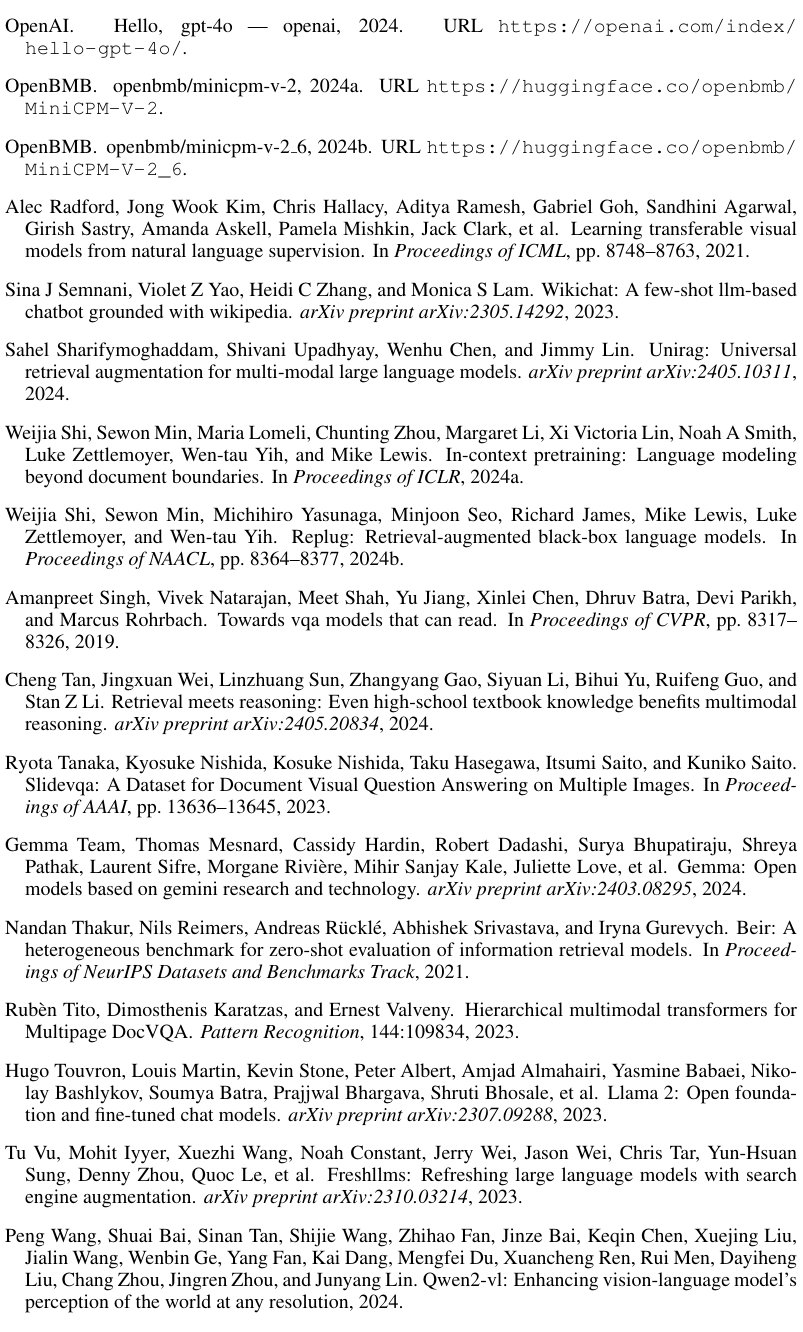 OpenAI. Hello, gpt-4o — openai, 2024. URL https://openai.com/index/
hello-gpt-4o/.
OpenBMB. openbmb/minicpm-v-2, 2024a. URL https://huggingface.co/openbmb/
MiniCPM-V-2.
OpenBMB. openbmb/minicpm-v-2_6, 2024b. URL https://huggingface.co/openbmb/
MiniCPM-V-2_6.
Alec Radford, Jong Wook Kim, Chris Hallacy, Aditya Ramesh, Gabriel Goh, Sandhini Agarwal,
Girish Sastry, Amanda Askell, Pamela Mishkin, Jack Clark, et al. Learning transferable visual
models from natural language supervision. In Proceedings of ICML, pp. 8748–8763, 2021.
Sina J Semnani, Violet Z Yao, Heidi C Zhang, and Monica S Lam. Wikichat: A few-shot llm-based
chatbot grounded with wikipedia. arXiv preprint arXiv:2305.14292, 2023.
Sahel Sharifymoghaddam, Shivani Upadhyay, Wenhu Chen, and Jimmy Lin. Unirag: Universal
retrieval augmentation for multi-modal large language models. arXiv preprint arXiv:2405.10311,
2024.
Weijia Shi, Sewon Min, Maria Lomeli, Chunting Zhou, Margaret Li, Xi Victoria Lin, Noah A Smith,
Luke Zettlemoyer, Wen-tau Yih, and Mike Lewis. In-context pretraining: Language modeling
beyond document boundaries. In Proceedings of ICLR, 2024a.
Weijia Shi, Sewon Min, Michihiro Yasunaga, Minjoon Seo, Richard James, Mike Lewis, Luke
Zettlemoyer, and Wen-tau Yih. Replug: Retrieval-augmented black-box language models. In
Proceedings of NAACL, pp. 8364–8377, 2024b.
Amanpreet Singh, Vivek Natarajan, Meet Shah, Yu Jiang, Xinlei Chen, Dhruv Batra, Devi Parikh,
and Marcus Rohrbach. Towards vqa models that can read. In Proceedings of CVPR, pp. 8317–
8326, 2019.
Cheng Tan, Jingxuan Wei, Linzhuang Sun, Zhangyang Gao, Siyuan Li, Bihui Yu, Ruifeng Guo, and
Stan Z Li. Retrieval meets reasoning: Even high-school textbook knowledge benefits multimodal
reasoning. arXiv preprint arXiv:2405.20834, 2024.
Ryota Tanaka, Kyosuke Nishida, Kosuke Nishida, Taku Hasegawa, Itsumi Saito, and Kuniko Saito.
Slidevqa: A Dataset for Document Visual Question Answering on Multiple Images. In Proceed-
ings of AAAI, pp. 13636–13645, 2023.
Gemma Team, Thomas Mesnard, Cassidy Hardin, Robert Dadashi, Surya Bhupatiraju, Shreya
Pathak, Laurent Sifre, Morgane Rivière, Mihir Sanjay Kale, Juliette Love, et al. Gemma: Open
models based on gemini research and technology. arXiv preprint arXiv:2403.08295, 2024.
Nandan Thakur, Nils Reimers, Andreas Rücklé, Abhishek Srivastava, and Iryna Gurevych. Beir: A
heterogeneous benchmark for zero-shot evaluation of information retrieval models. In Proceed-
ings of NeurIPS Datasets and Benchmarks Track, 2021.
Rubèn Tito, Dimosthenis Karatzas, and Ernest Valveny. Hierarchical multimodal transformers for
Multipage DocVQA. Pattern Recognition, 144:109834, 2023.
Hugo Touvron, Louis Martin, Kevin Stone, Peter Albert, Amjad Almahairi, Yasmine Babaei, Niko-
lay Bashlykov, Soumya Batra, Prajjwal Bhargava, Shruti Bhosale, et al. Llama 2: Open founda-
tion and fine-tuned chat models. arXiv preprint arXiv:2307.09288, 2023.
Tu Vu, Mohit Iyyer, Xuezhi Wang, Noah Constant, Jerry Wei, Jason Wei, Chris Tar, Yun-Hsuan
Sung, Denny Zhou, Quoc Le, et al. Freshllms: Refreshing large language models with search
engine augmentation. arXiv preprint arXiv:2310.03214, 2023.
Peng Wang, Shuai Bai, Sinan Tan, Shijie Wang, Zhihao Fan, Jinze Bai, Keqin Chen, Xuejing Liu,
Jialin Wang, Wenbin Ge, Yang Fan, Kai Dang, Mengfei Du, Xuancheng Ren, Rui Men, Dayiheng
Liu, Chang Zhou, Jingren Zhou, and Junyang Lin. Qwen2-vl: Enhancing vision-language model's
perception of the world at any resolution, 2024.